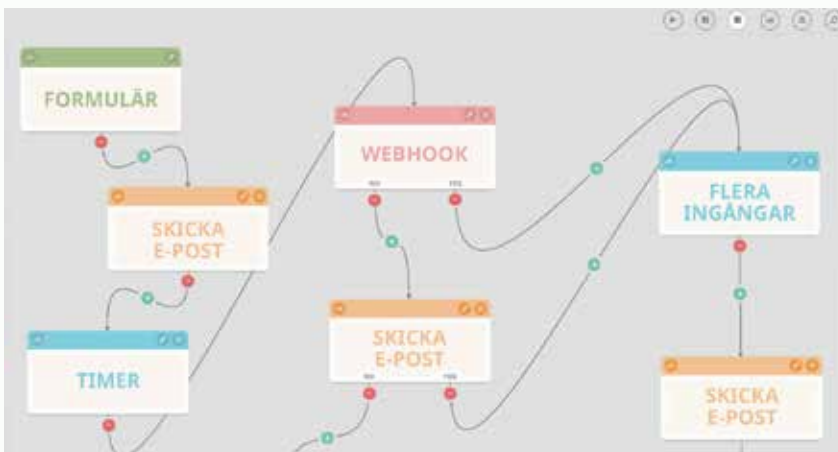 FORMULÄR
SKICKA
E-POST
TIMER
WEBHOOK
SKICKA
E-POST
FLERA
INGÅNGAR
SKICKA
E-POST